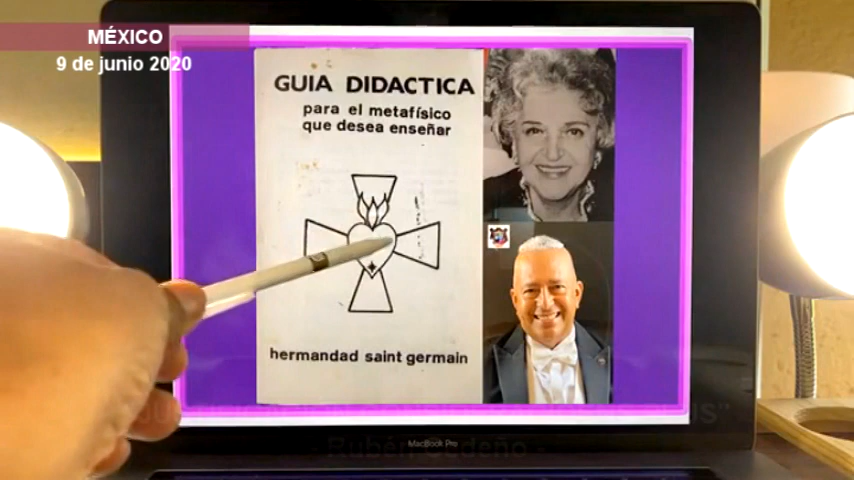 MÉXICO
9 de junio 2020
GUIA DIDACTICA
para el metafísico
que desea enseñar
hermandad saint germain
MacBook Pro